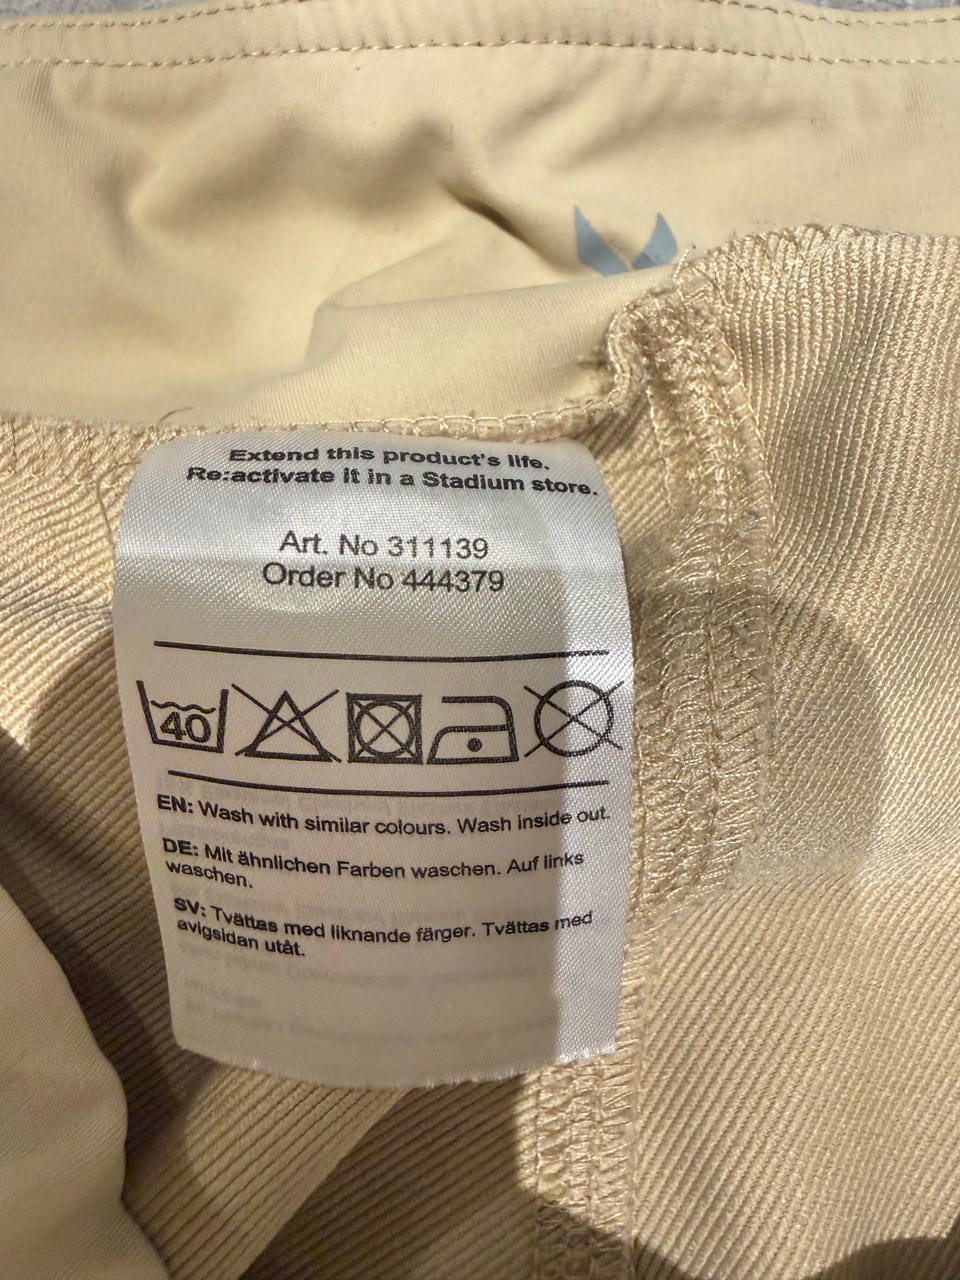 Extend this product's life.
Re:activate it in a Stadium store.
Art. No 311139
Order No 444379
40
EN: Wash with similar colours. Wash inside out.
DE: Mit ähnlichen Farben waschen. Auf links
waschen.
SV: Tvättas med liknande färger. Tvättas med
avigsidan utåt.